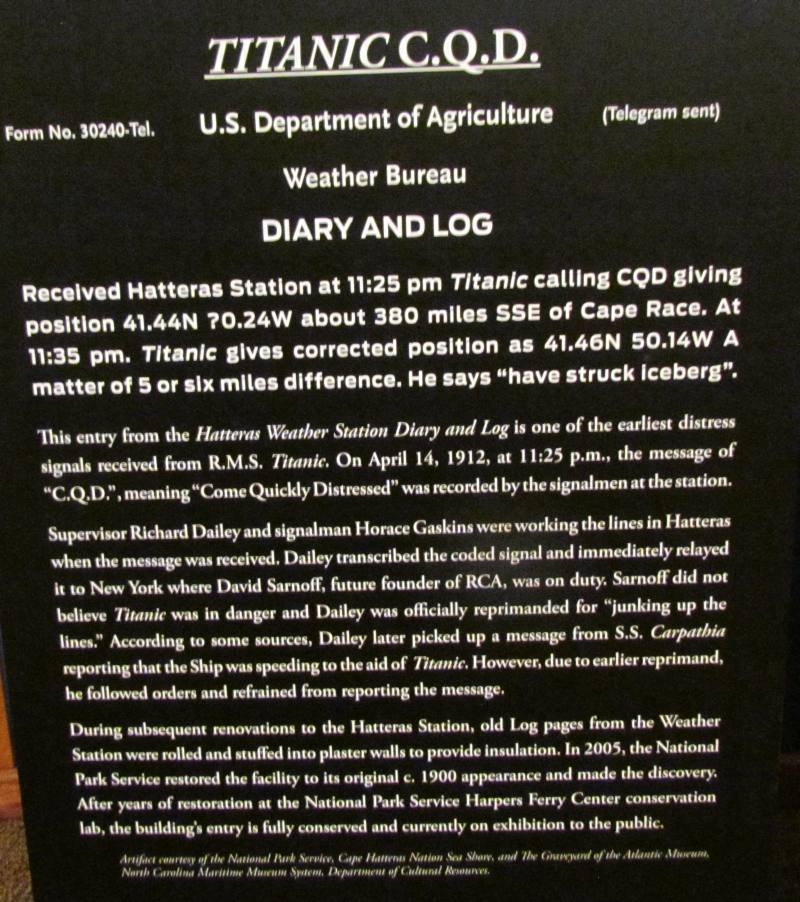 TITANIC C.Q.D.
Form No. 30240-Tel. U.S. Department of Agriculture (Telegram sent)
Weather Bureau
DIARY AND LOG
Received Hatteras Station at 11:25 pm Titanic calling CQD giving
position 41.44N ?0.24W about 380 miles SSE of Cape Race. At
11:35 pm. Titanic gives corrected position as 41.46N 50.14W A
matter of 5 or six miles difference. He says “have struck iceberg”.
This entry from the Hatteras Weather Station Diary and Log is one of the earliest distress
signals received from R.M.S. Titanic. On April 14, 1912, at 11:25 p.m., the message of
“C.Q.D.”, meaning “Come Quickly Distressed” was recorded by the signalmen at the station.
Supervisor Richard Dailey and signalman Horace Gaskins were working the lines in Hatteras
when the message was received. Dailey transcribed the coded signal and immediately relayed
it to New York where David Sarnoff, future founder of RCA, was on duty. Sarnoff did not
believe Titanic was in danger and Dailey was officially reprimanded for “junking up the
lines.” According to some sources, Dailey later picked up a message from S.S. Carpathia
reporting that the Ship was speeding to the aid of Titanic. However, due to earlier reprimand,
he followed orders and refrained from reporting the message.
During subsequent renovations to the Hatteras Station, old Log pages from the Weather
Station were rolled and stuffed into plaster walls to provide insulation. In 2005, the National
Park Service restored the facility to its original c. 1900 appearance and made the discovery.
After years of restoration at the National Park Service Harpers Ferry Center conservation
lab, the building’s entry is fully conserved and currently on exhibition to the public.
Artifact courtesy of the National Park Service, Cape Hatteras Nation Sea Shore, and The Graveyard of the Atlantic Museum,
North Carolina Maritime Museum System, Department of Cultural Resources.